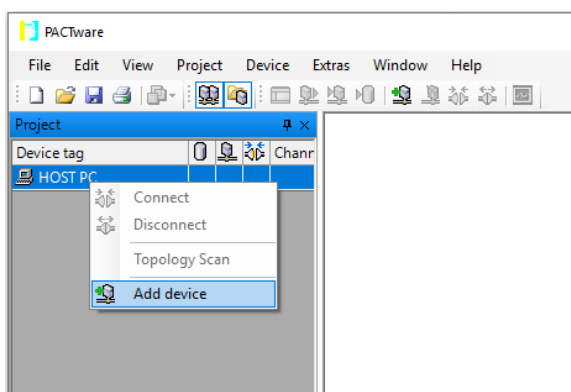 PACTware
File Edit View Project Device Extras Window Help
Project
Device tag Chann
HOST PC
Connect
Disconnect
Topology Scan
Add device